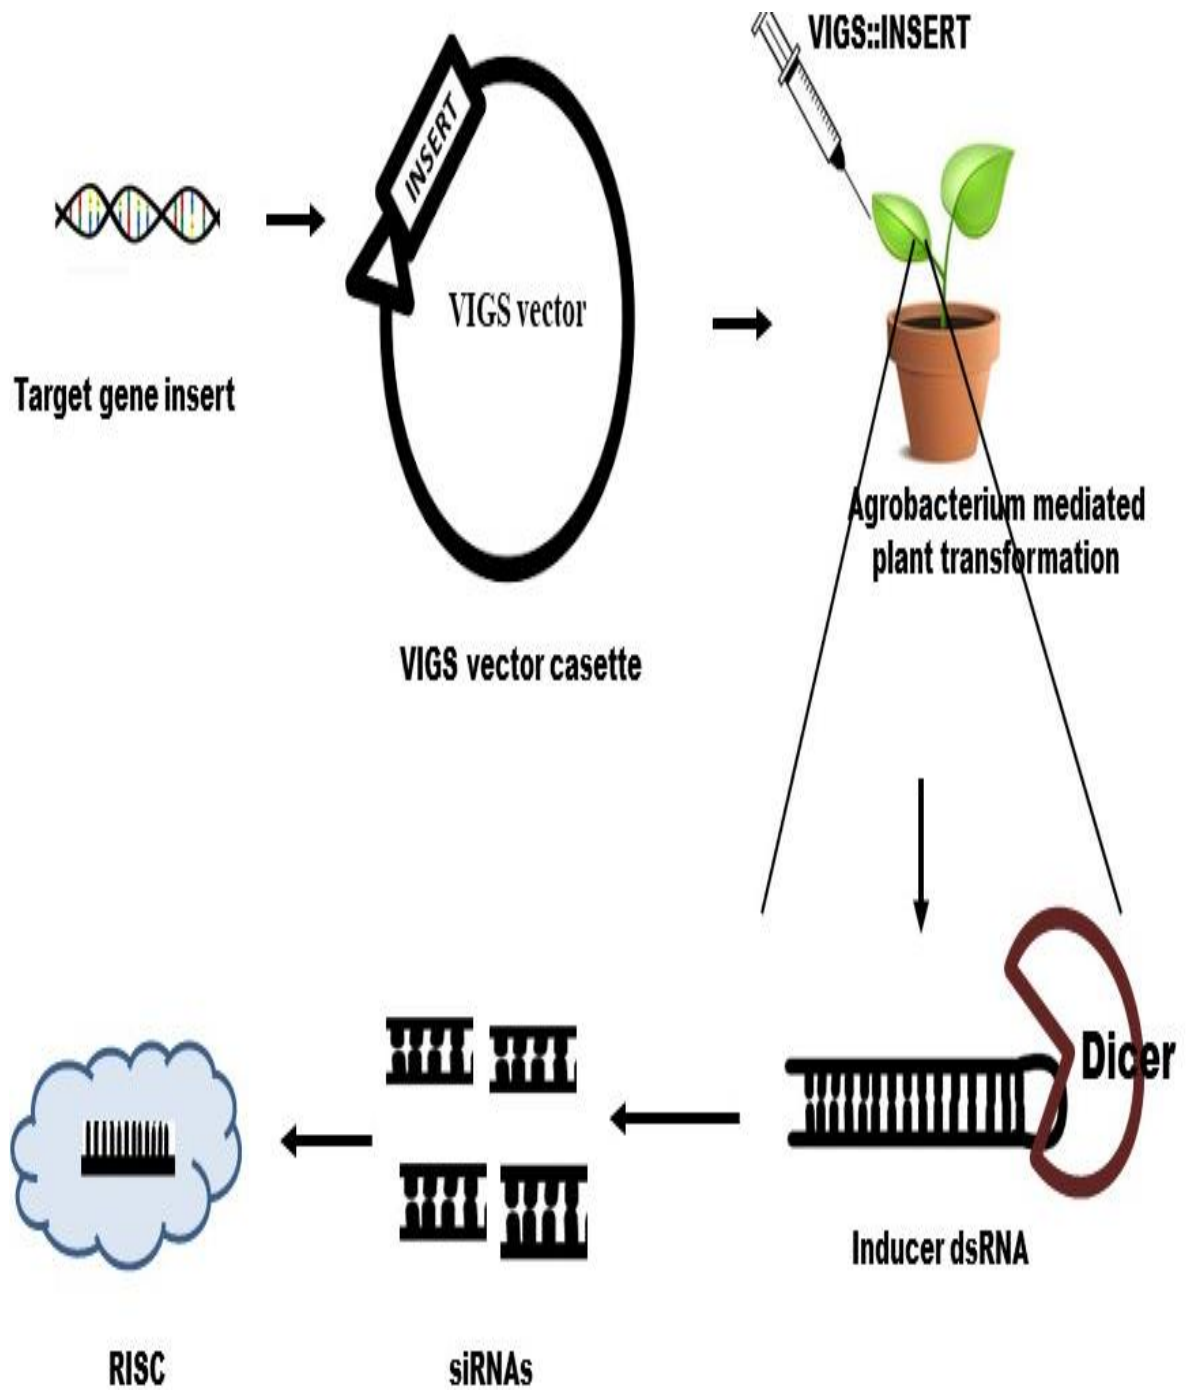 VIGS::INSERT
INSERT
VIGS vector
Target gene insert
Agrobacterium mediated
plant transformation
VIGS vector casette
Dicer
Inducer dsRNA
RISC
siRNAs